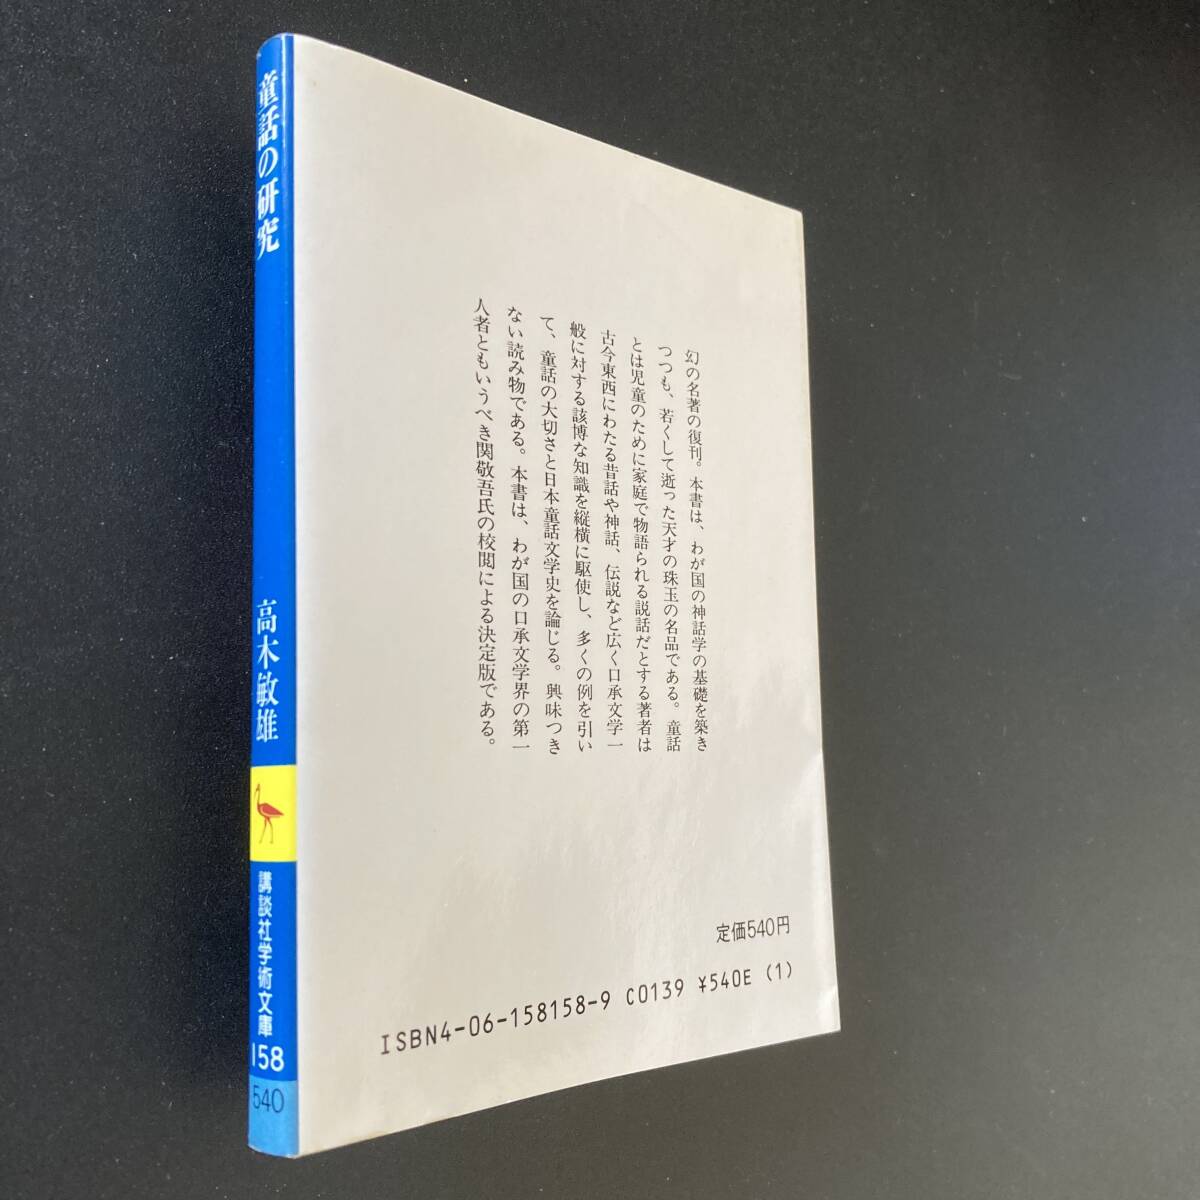 童話の研究
高木敏雄
講談社学術文庫
158
540
幻の名著の復刊。本書は、わが国の神話学の基礎を築き
つつも、若くして逝った天才の珠玉の名品である。童話
とは児童のために家庭で物語られる説話だとする著者は
古今東西にわたる昔話や神話、伝説など広く口承文学一
般に対する該博な知識を縦横に駆使し、多くの例を引い
て、童話の大切さと日本童話文学史を論じる。興味つき
ない読み物である。本書は、わが国の口承文学界の第一
人者ともいうべき関敬吾氏の校閲による決定版である。
定価540円
ISBN4-06-158158-9 C0139 ¥540E (1)